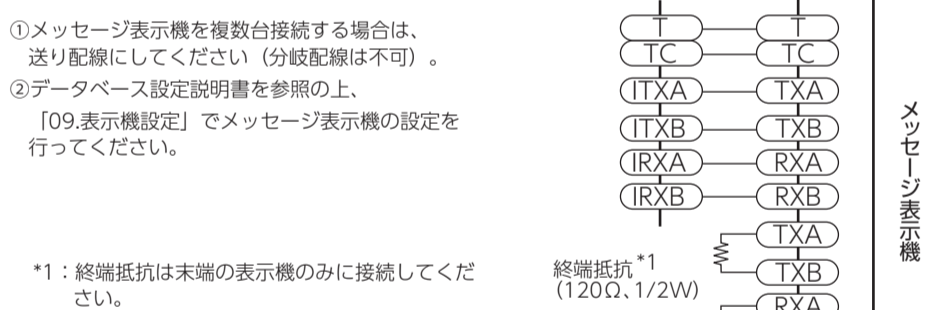 ①メッセージ表示機を複数台接続する場合は、
送り配線にしてください（分岐配線は不可）。
②データベース設定説明書を参照の上、
「09.表示機設定」でメッセージ表示機の設定を
行ってください。
*1：終端抵抗は末端の表示機のみに接続してくだ
さい。
T T
TC TC
ITXA TXA
ITXB TXB
IRXA RXA
IRXB RXB
TXA
終端抵抗*1 TXB
(120Ω、1/2W)
RXA
メッセージ表示機